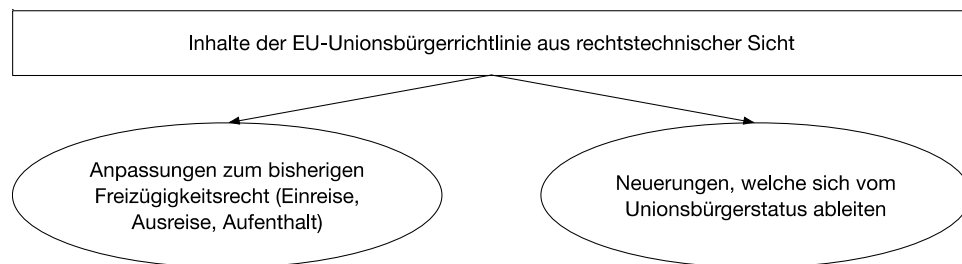 Inhalte der EU-Unionsbürgerrichtlinie aus rechtstechnischer Sicht
Anpassungen zum bisherigen
Freizügigkeitsrecht (Einreise,
Ausreise, Aufenthalt)
Neuerungen, welche sich vom
Unionsbürgerstatus ableiten